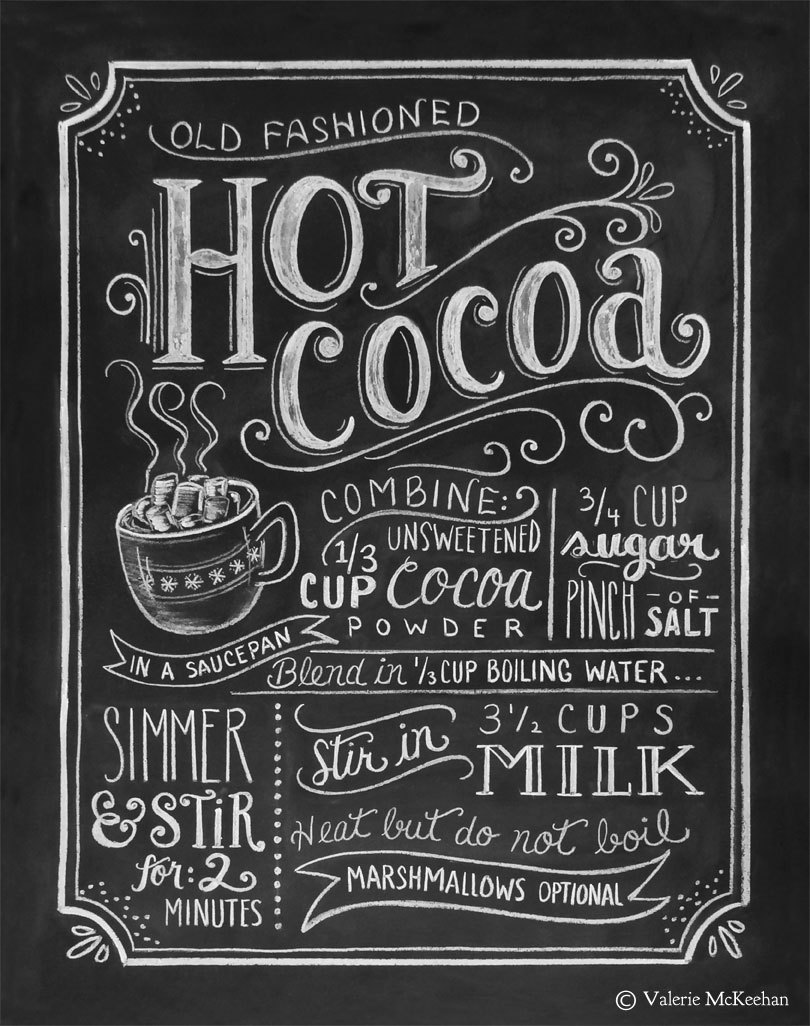 OLD FASHIONED
HOT
COCOA
COMBINE:
1/3 CUP UNSWEETENED Cocoa POWDER
3/4 CUP
sugar
PINCH -OF- SALT
IN A SAUCEPAN
Blend in 1/3 CUP BOILING WATER...
SIMMER
& STIR
for: 2
MINUTES
Stir in 3 1/2 CUPS
MILK
Heat but do not boil
MARSHMALLOWS OPTIONAL
© Valerie McKeehan